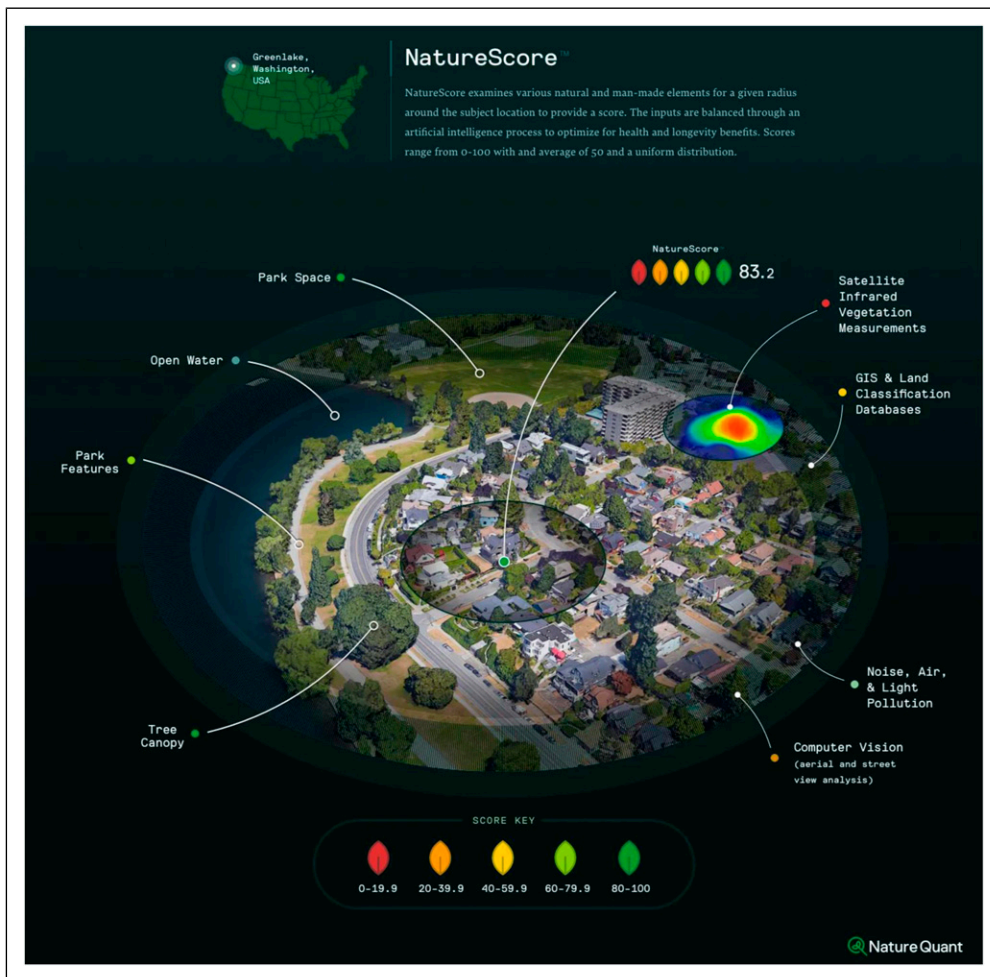 Greenlake,
Washington,
USA
NatureScore™
NatureScore examines various natural and man-made elements for a given radius
around the subject location to provide a score. The inputs are balanced through an
artificial intelligence process to optimize for health and longevity benefits. Scores
range from 0-100 with and average of 50 and a uniform distribution.
NatureScore
83.2
Park Space
Satellite
Infrared
Vegetation
Measurements
Open Water
GIS & Land
Classification
Databases
Park
Features
Noise, Air,
& Light
Pollution
Tree
Canopy
Computer Vision
(aerial and street
view analysis)
SCORE KEY
0-19.9 20-39.9 40-59.9 60-79.9 80-100
NatureQuant